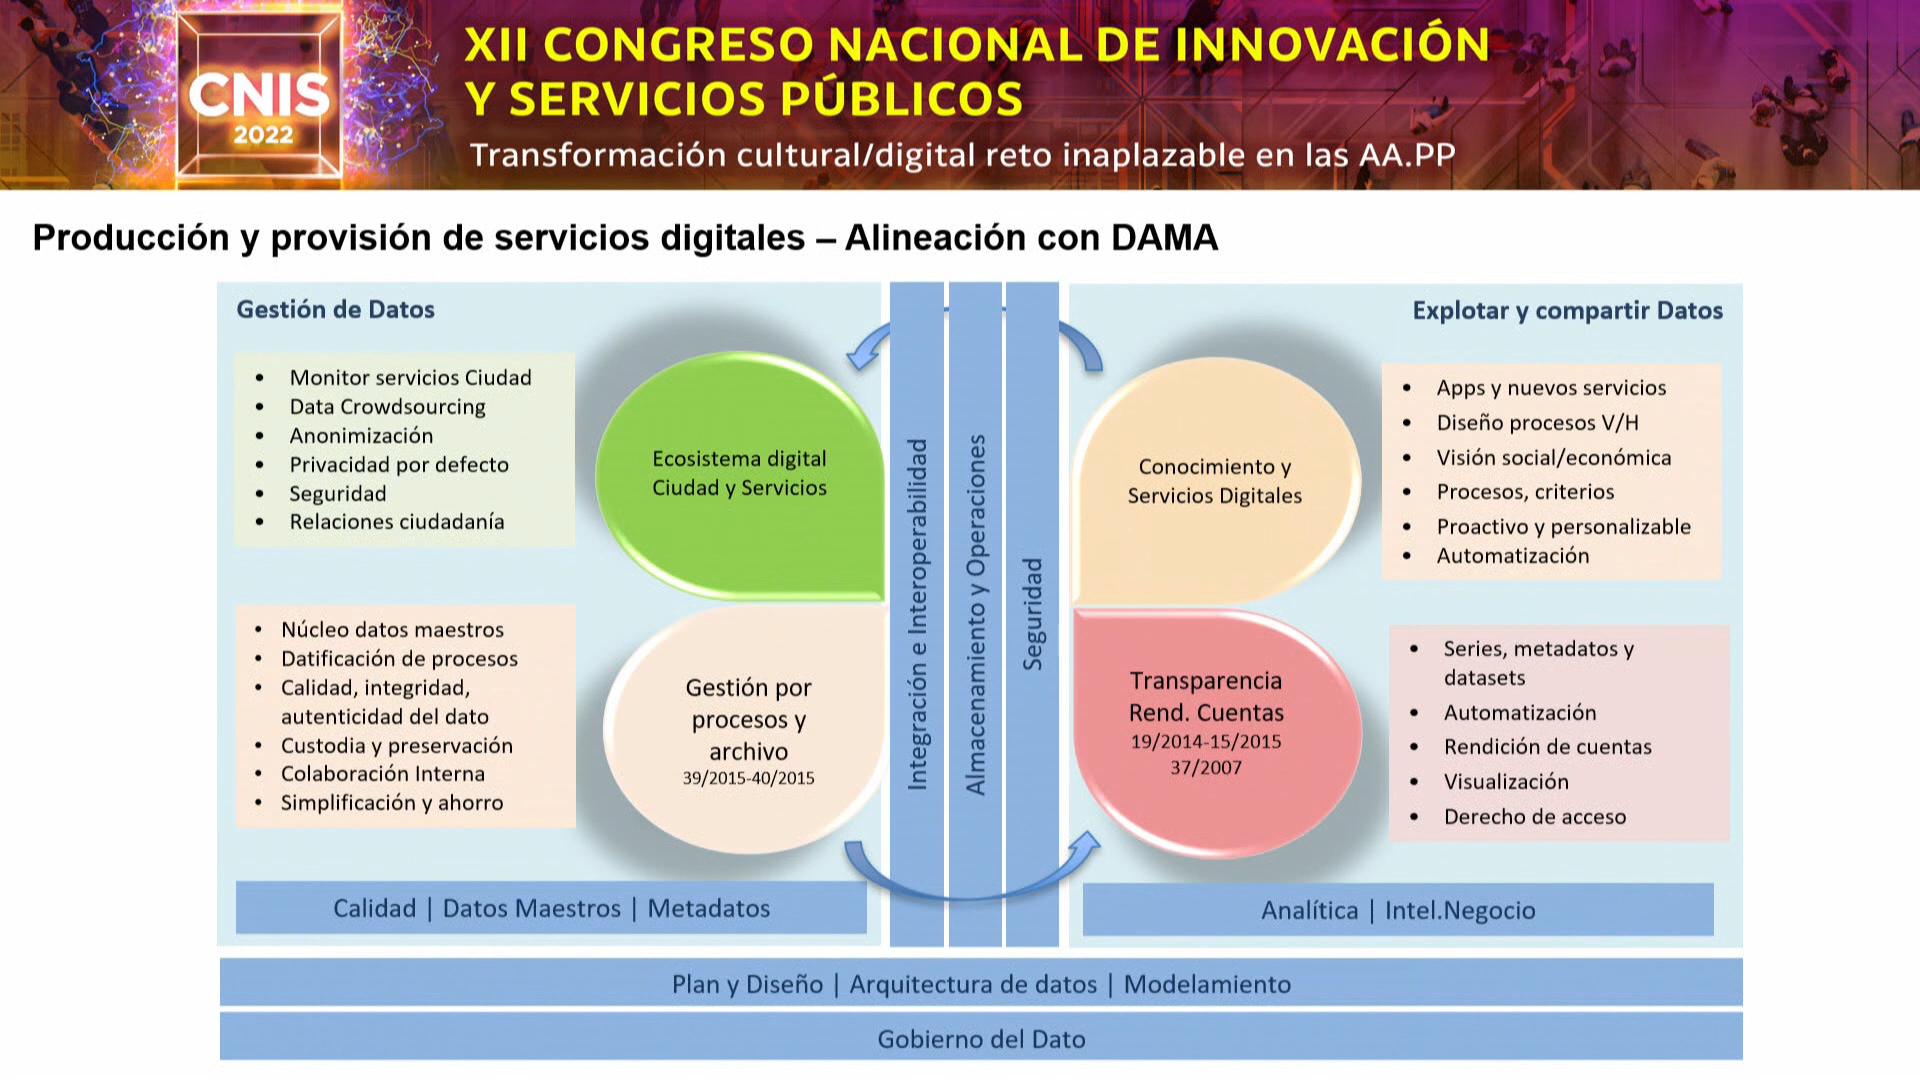 CNIS
2022
XII CONGRESO NACIONAL DE INNOVACIÓN
Y SERVICIOS PÚBLICOS
Transformación cultural/digital reto inaplazable en las AA.PP
Producción y provisión de servicios digitales – Alineación con DAMA
Gestión de Datos
• Monitor servicios Ciudad
• Data Crowdsourcing
• Anonimización
• Privacidad por defecto
• Seguridad
• Relaciones ciudadanía
Ecosistema digital
Ciudad y Servicios
• Núcleo datos maestros
• Datificación de procesos
• Calidad, integridad,
autenticidad del dato
• Custodia y preservación
• Colaboración Interna
• Simplificación y ahorro
Gestión por
procesos y
archivo
39/2015-40/2015
Calidad | Datos Maestros | Metadatos
Integración e Interoperabilidad
Almacenamiento y Operaciones
Seguridad
Explotar y compartir Datos
Conocimiento y
Servicios Digitales
• Apps y nuevos servicios
• Diseño procesos V/H
• Visión social/económica
• Procesos, criterios
• Proactivo y personalizable
• Automatización
Transparencia
Rend. Cuentas
19/2014-15/2015
37/2007
• Series, metadatos y
datasets
• Automatización
• Rendición de cuentas
• Visualización
• Derecho de acceso
Analítica | Intel.Negocio
Plan y Diseño | Arquitectura de datos | Modelamiento
Gobierno del Dato